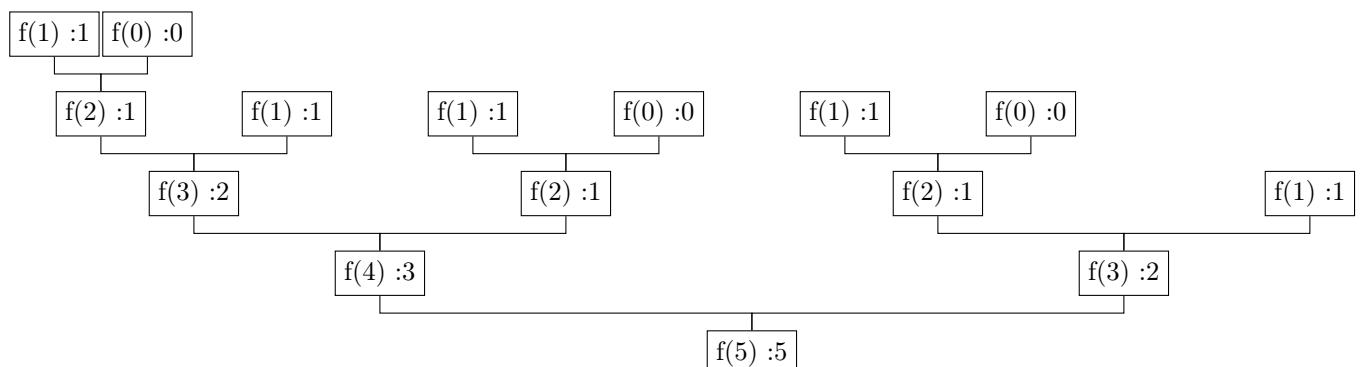 f(1) :1 f(0) :0
f(2) :1 f(1) :1 f(1) :1 f(0) :0 f(1) :1 f(0) :0
f(3) :2 f(2) :1 f(2) :1 f(1) :1
f(4) :3 f(3) :2
f(5) :5